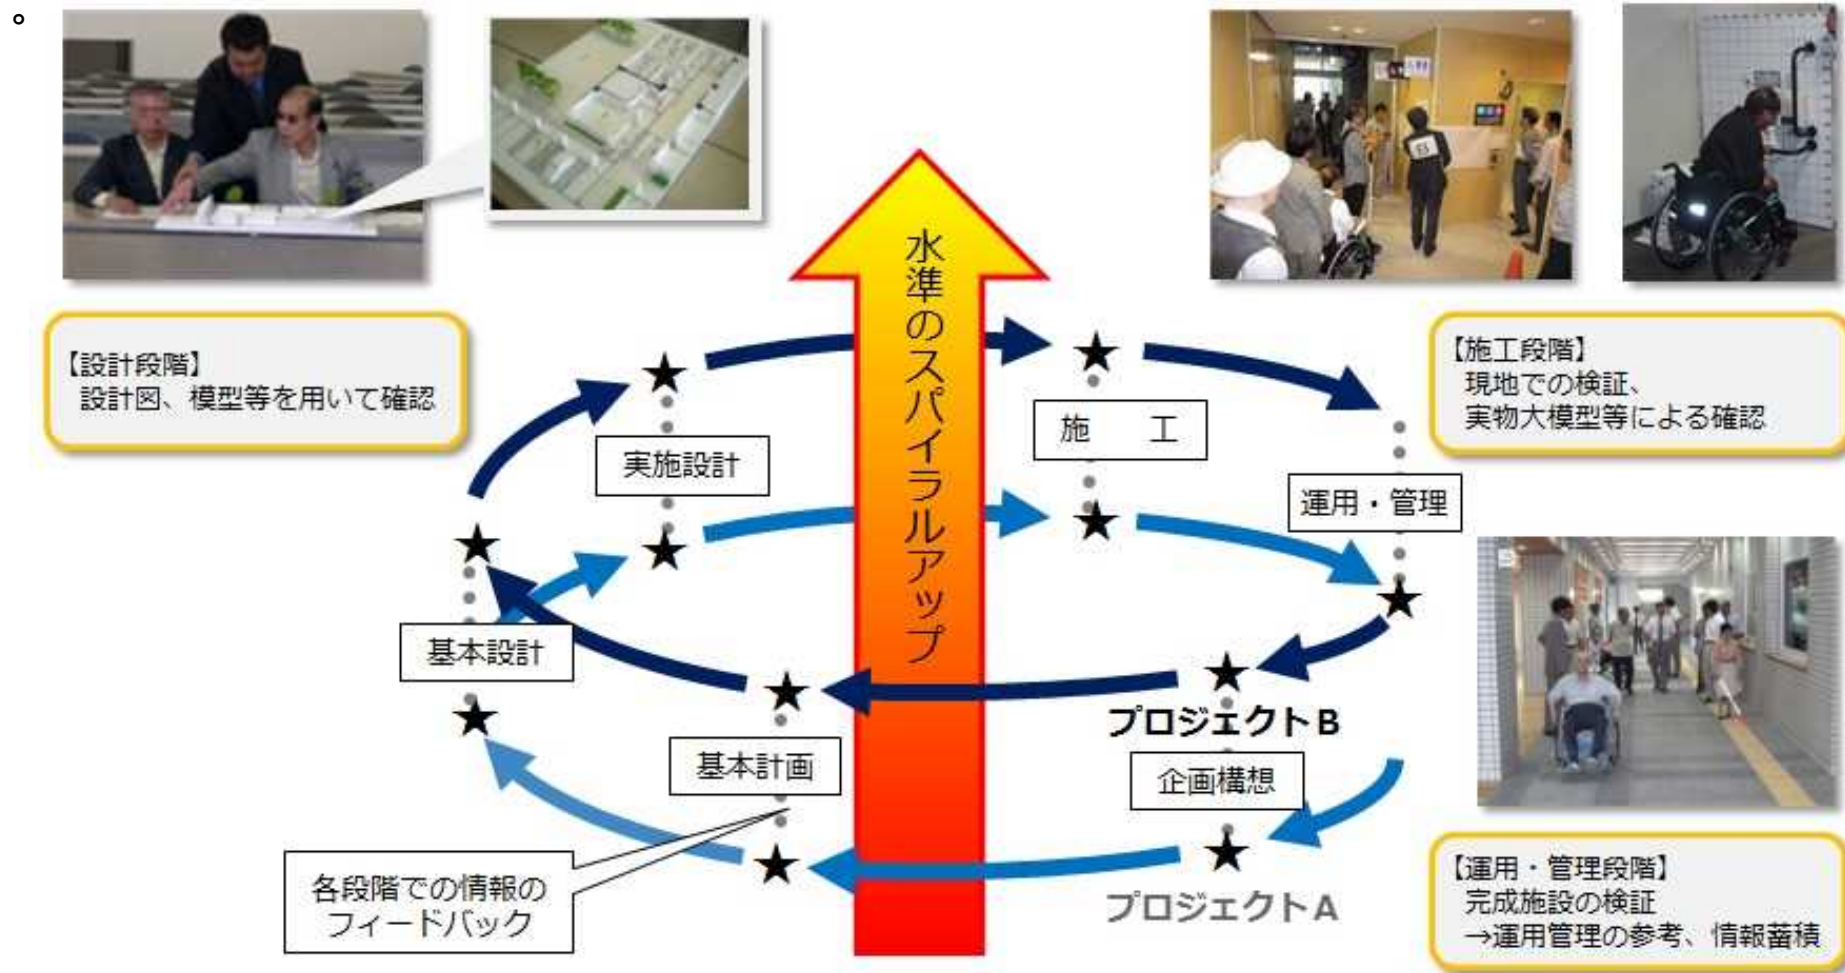 。
水準のスパイラルアップ
【設計段階】
設計図、模型等を用いて確認
【施工段階】
現地での検証、
実物大模型等による確認
実施設計
施　工
運用・管理
基本設計
プロジェクトB
基本計画
企画構想
各段階での情報の
フィードバック
プロジェクトA
【運用・管理段階】
完成施設の検証
→運用管理の参考、情報蓄積